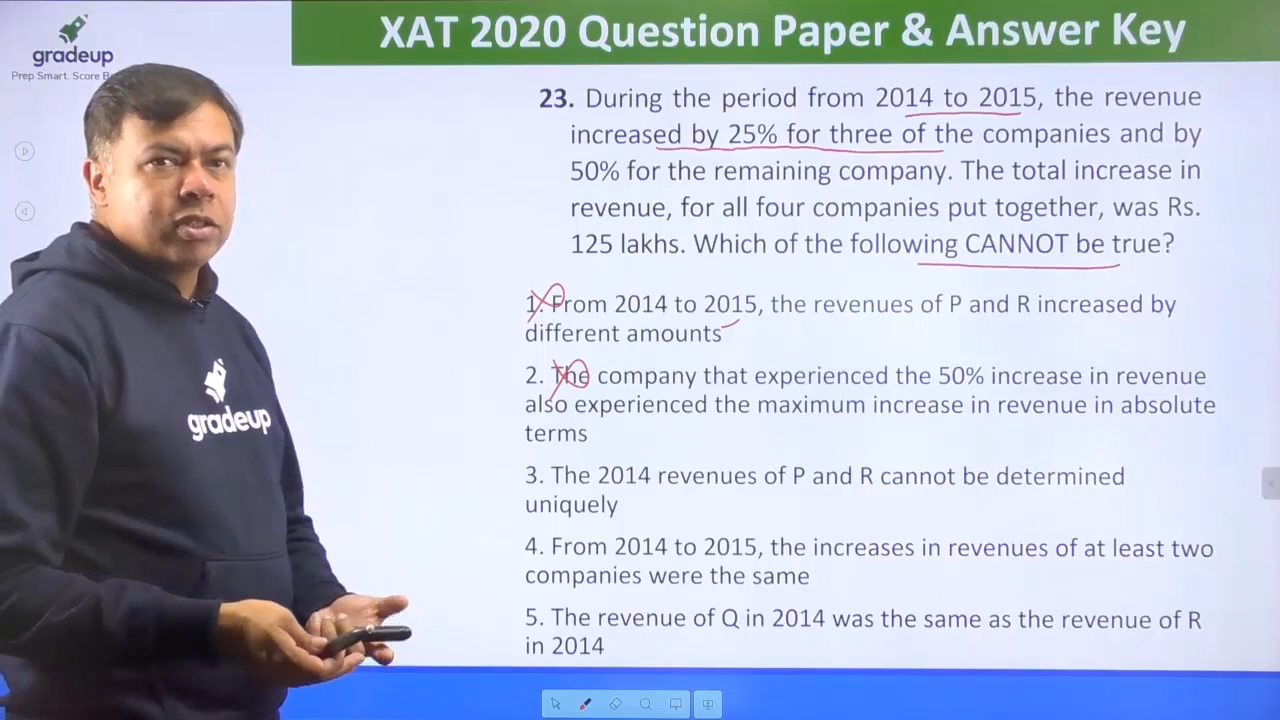 XAT 2020 Question Paper & Answer Key
gradeup
Prep Smart. Score B
23. During the period from 2014 to 2015, the revenue
increased by 25% for three of the companies and by
50% for the remaining company. The total increase in
revenue, for all four companies put together, was Rs.
125 lakhs. Which of the following CANNOT be true?
1. From 2014 to 2015, the revenues of P and R increased by
different amounts
2. The company that experienced the 50% increase in revenue
also experienced the maximum increase in revenue in absolute
terms
3. The 2014 revenues of P and R cannot be determined
uniquely
4. From 2014 to 2015, the increases in revenues of at least two
companies were the same
5. The revenue of Q in 2014 was the same as the revenue of R
in 2014
gradeup